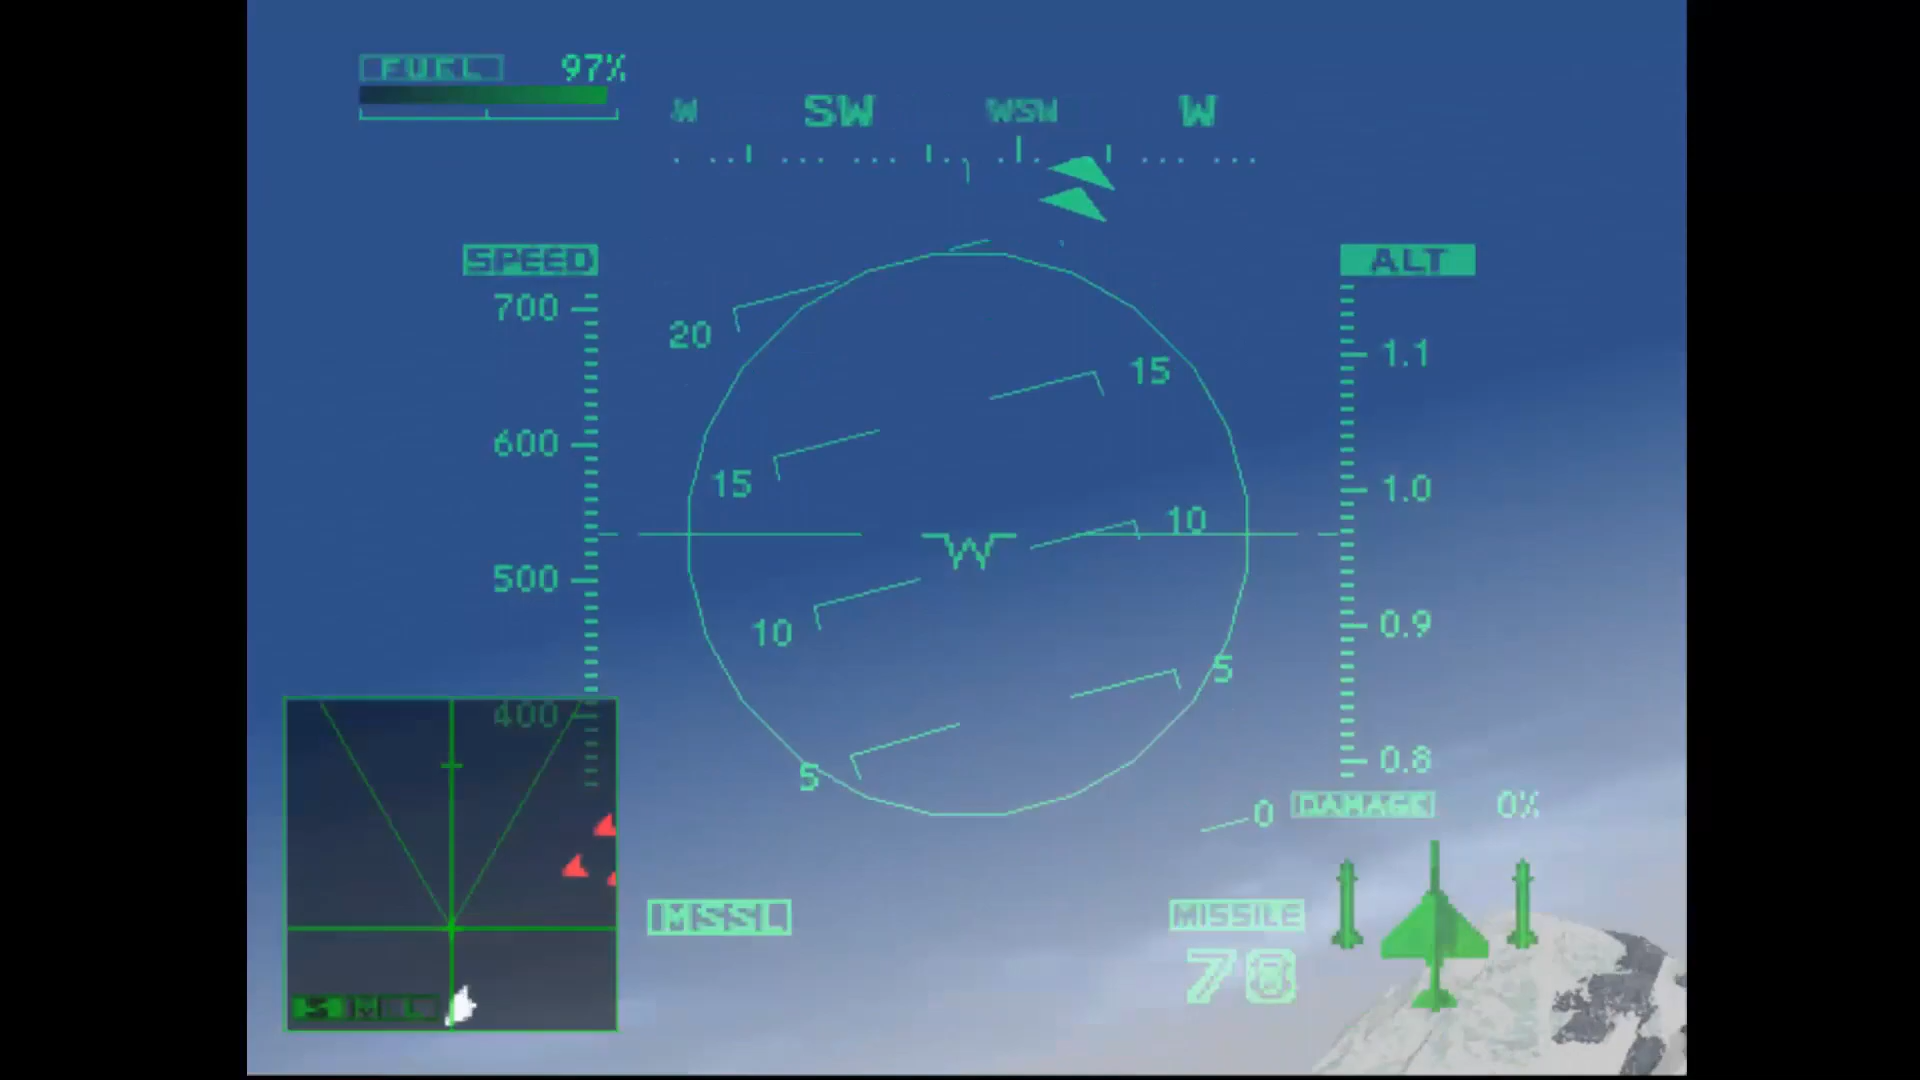 FUEL 97%
W SW WSW W
SPEED ALT
700
20 15 1.1
600
15 10 1.0
500
10 5 0.9
400
5 0 0.8
DAMAGE 0%
MSSL MISSILE
78
S M L